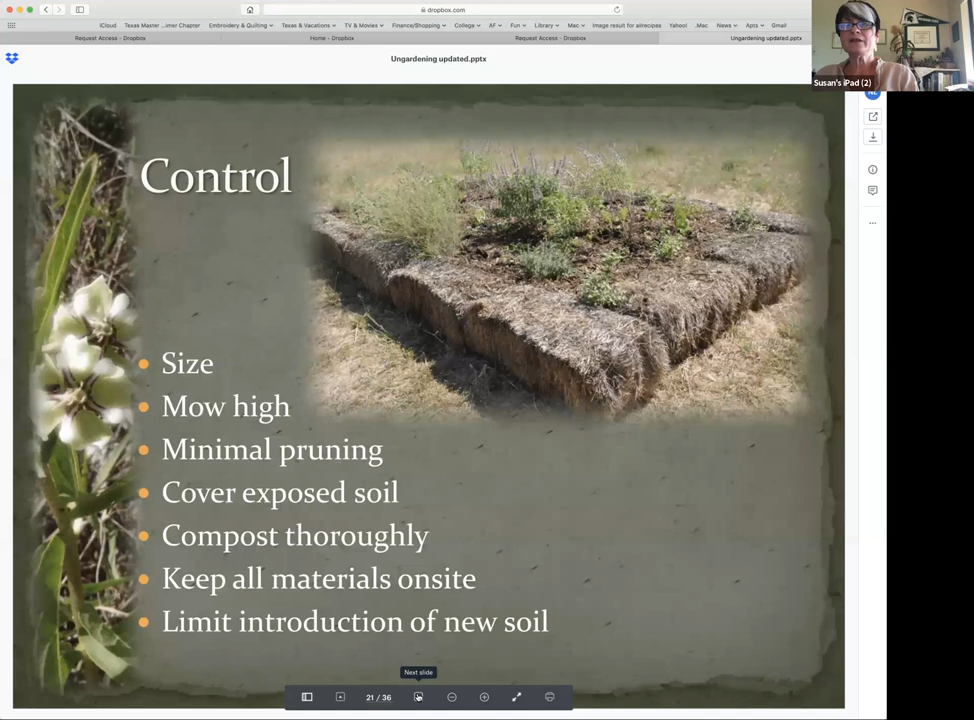 dropbox.com
iCloud
Texas Master ...imer Chapter
Embroidery & Quilting
Texas & Vacations
TV & Movies
Finance/Shopping
College
AF
Fun
Library
Mac
Image result for allrecipes
Yahoo!
.Mac
News
Apts
Gmail
Request Access - Dropbox
Home - Dropbox
Request Access - Dropbox
Ungardening updated.pptx
Ungardening updated.pptx
Susan's iPad (2)
Control
Size
Mow high
Minimal pruning
Cover exposed soil
Compost thoroughly
Keep all materials onsite
Limit introduction of new soil
Next slide
21 / 36